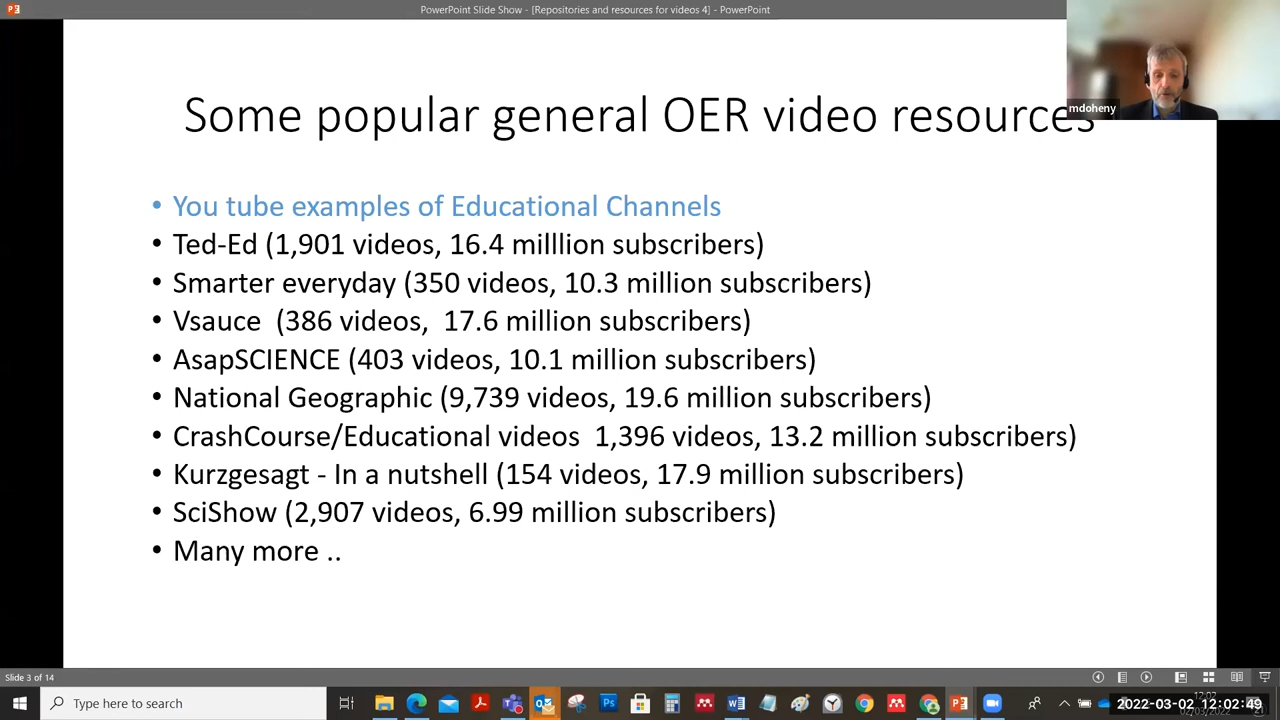 PowerPoint Slide Show - [Repositories and resources for videos 4] - PowerPoint
mdoheny
Some popular general OER video resources
• You tube examples of Educational Channels
• Ted-Ed (1,901 videos, 16.4 milllion subscribers)
• Smarter everyday (350 videos, 10.3 million subscribers)
• Vsauce (386 videos, 17.6 million subscribers)
• AsapSCIENCE (403 videos, 10.1 million subscribers)
• National Geographic (9,739 videos, 19.6 million subscribers)
• CrashCourse/Educational videos 1,396 videos, 13.2 million subscribers)
• Kurzgesagt - In a nutshell (154 videos, 17.9 million subscribers)
• SciShow (2,907 videos, 6.99 million subscribers)
• Many more ..
Slide 3 of 14
Type here to search
12:02
2022-03-02 12:02:49
02/03/2022